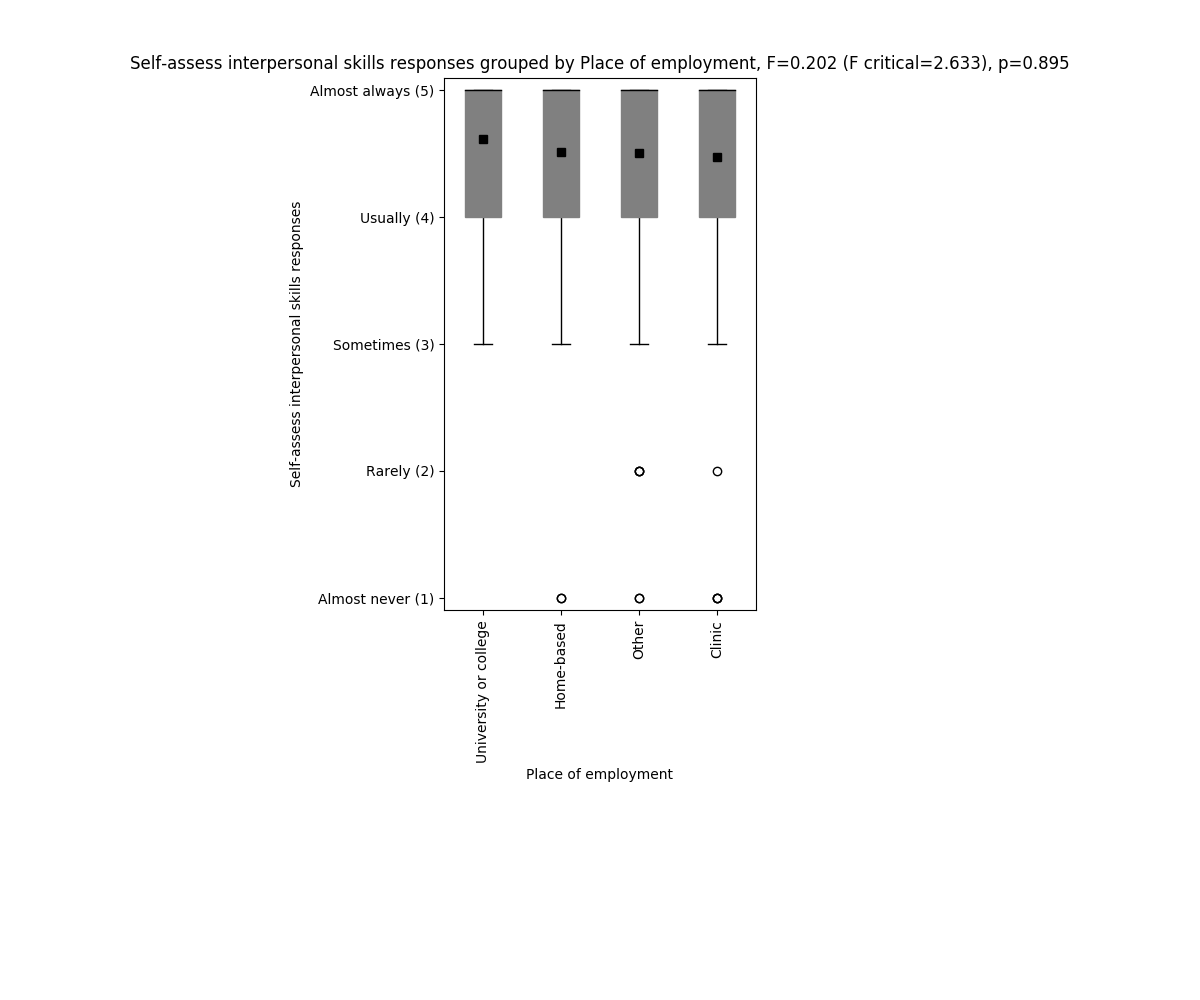 Self-assess interpersonal skills responses grouped by Place of employment, F=0.202 (F critical=2.633), p=0.895
Almost always (5)
Usually (4)
Sometimes (3)
Rarely (2)
Almost never (1)
Self-assess interpersonal skills responses
University or college
Home-based
Other
Clinic
Place of employment